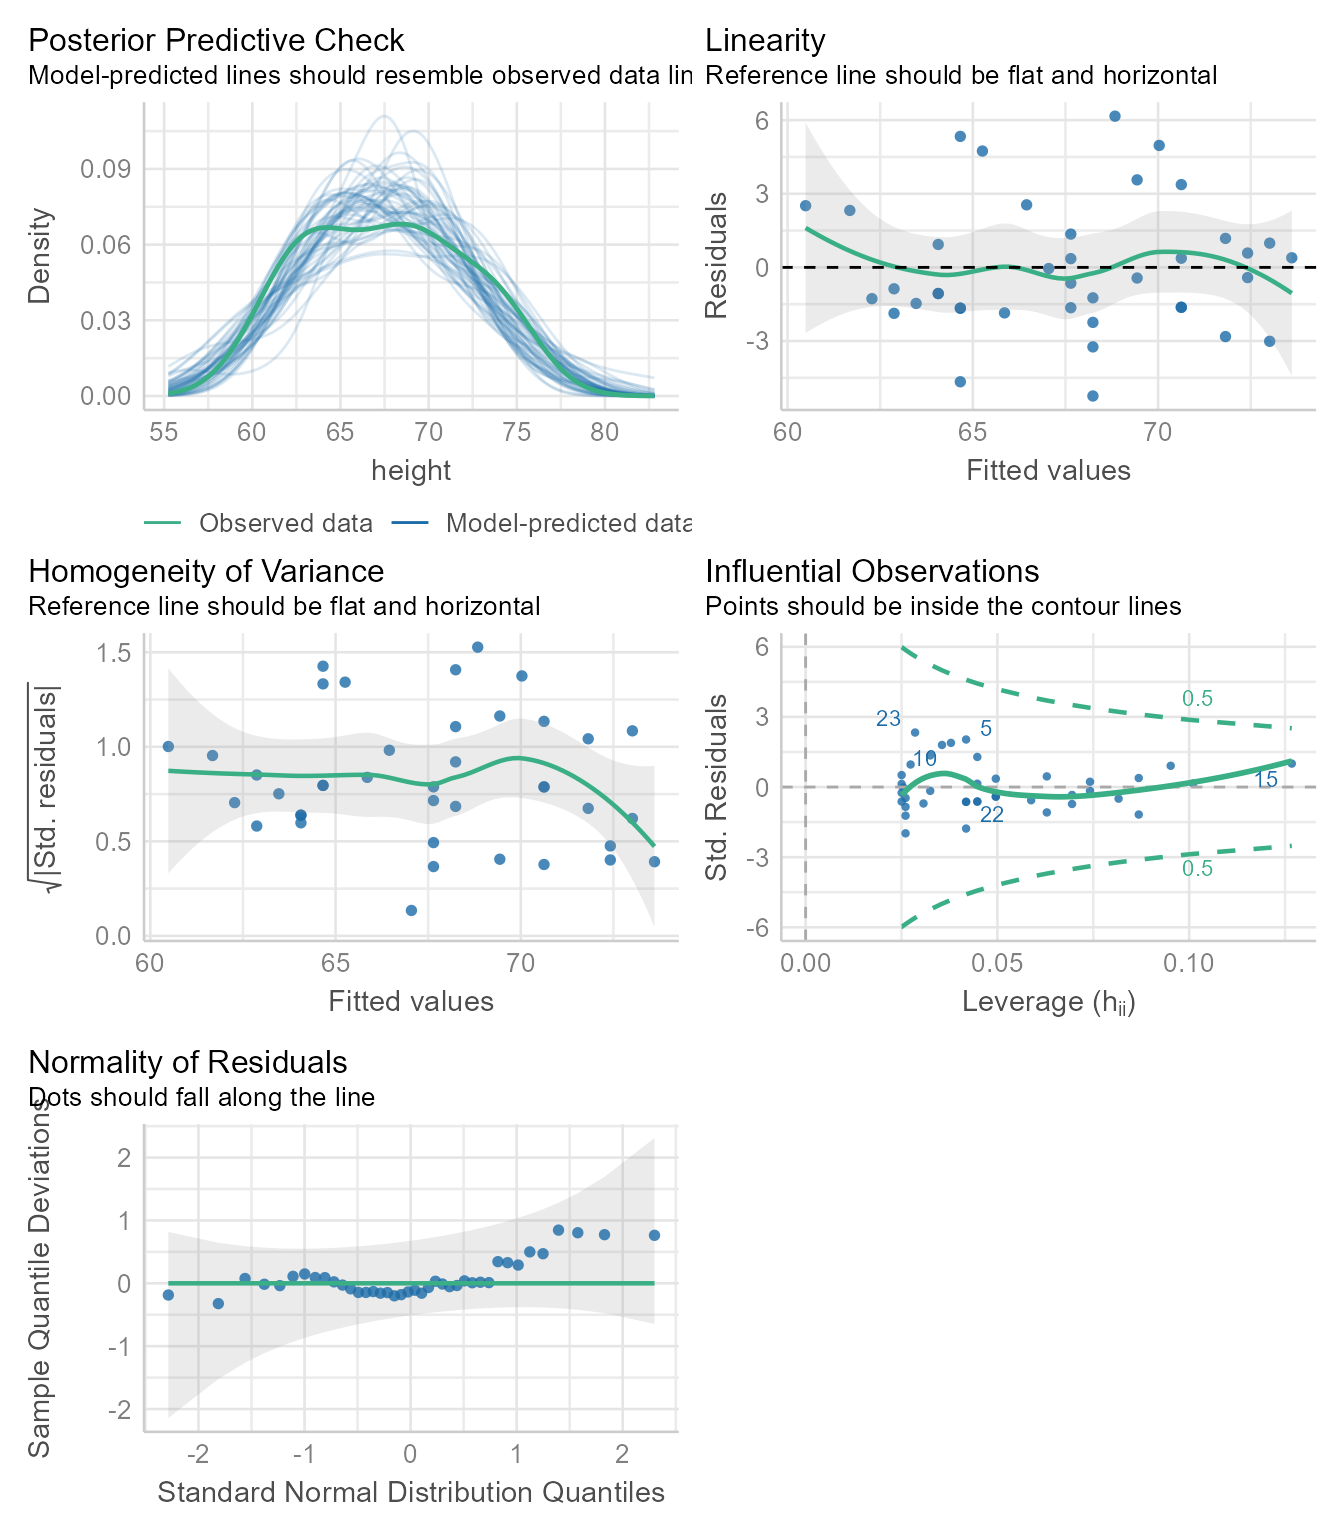 Posterior Predictive Check
Model-predicted lines should resemble observed data lin
Density
0.09
0.06
0.03
0.00
55 60 65 70 75 80
height
Observed data Model-predicted data
Linearity
Reference line should be flat and horizontal
Residuals
6
3
0
-3
60 65 70
Fitted values
Homogeneity of Variance
Reference line should be flat and horizontal
√|Std. residuals|
1.5
1.0
0.5
0.0
60 65 70
Fitted values
Influential Observations
Points should be inside the contour lines
Std. Residuals
6
3
0
-3
-6
0.5
23
5
10
15
22
0.5
0.00 0.05 0.10
Leverage (hii)
Normality of Residuals
Dots should fall along the line
Sample Quantile Deviations
2
1
0
-1
-2
-2 -1 0 1 2
Standard Normal Distribution Quantiles